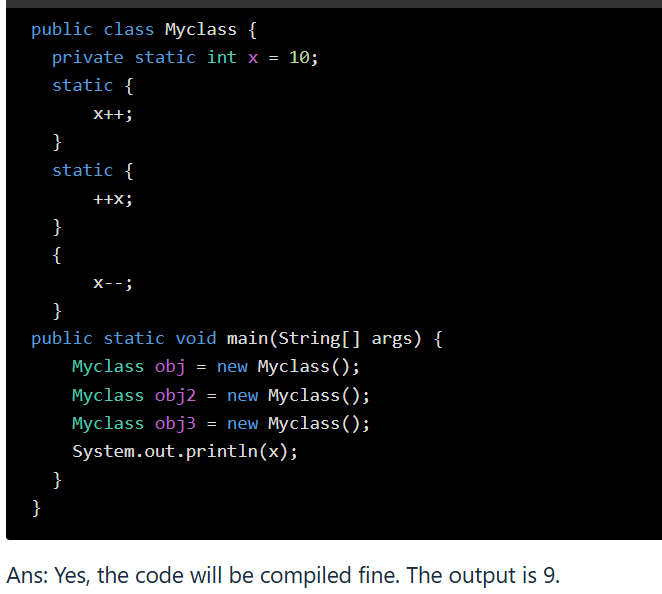 public class Myclass {
  private static int x = 10;
  static {
      x++;
  }
  static {
      ++x;
  }
  {
      x--;
  }
public static void main(String[] args) {
    Myclass obj = new Myclass();
    Myclass obj2 = new Myclass();
    Myclass obj3 = new Myclass();
    System.out.println(x);
  }
}
Ans: Yes, the code will be compiled fine. The output is 9.